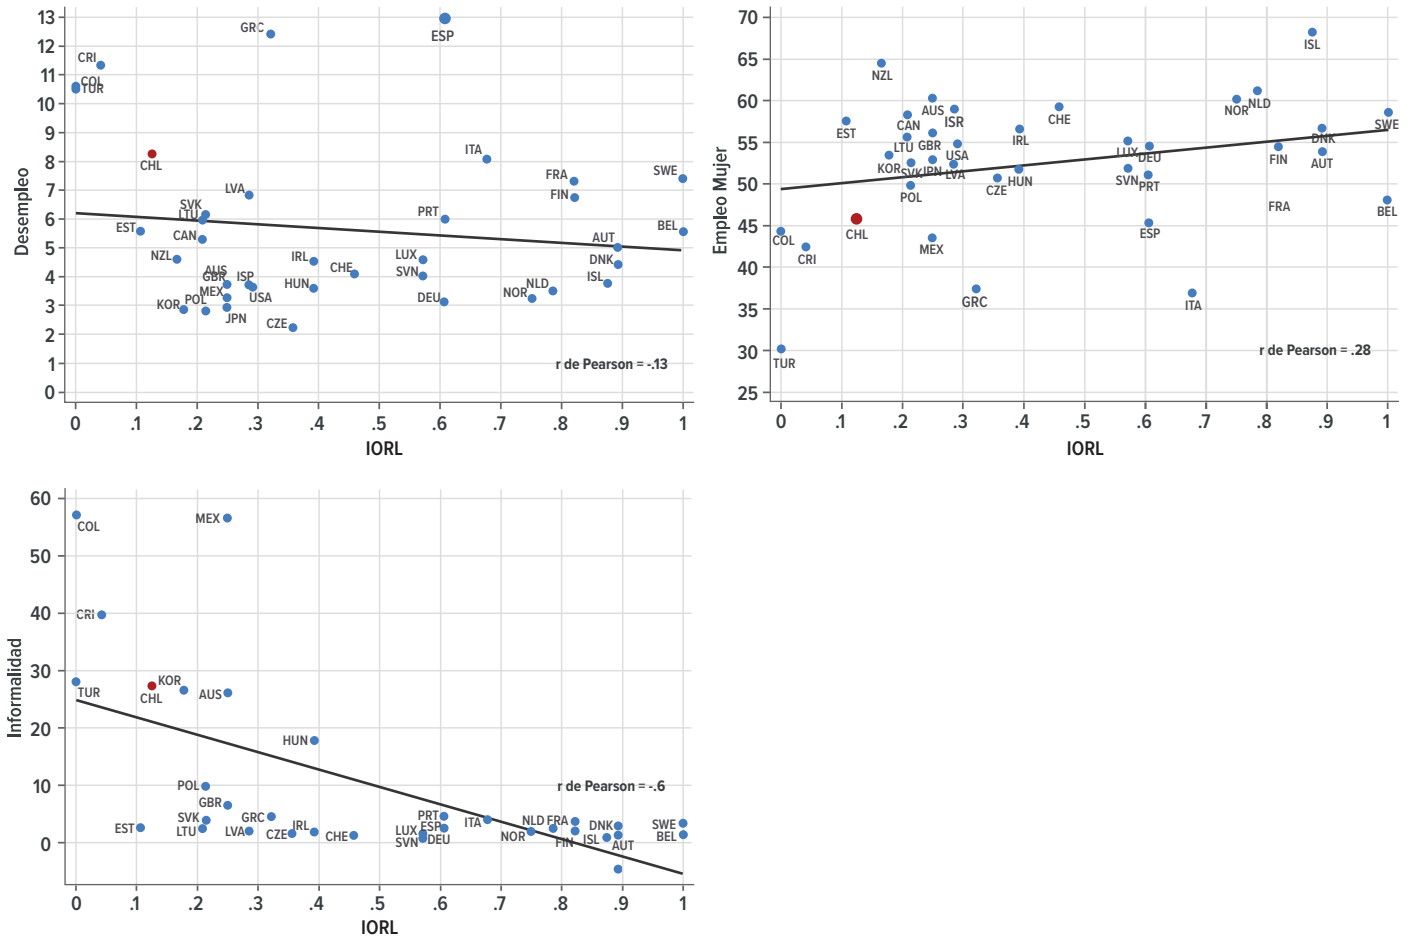 13
12
11
10
9
8
7
6
5
4
3
2
1
0
Desempleo
GRC
ESP
CRI
COL
TUR
CHL
ITA
SWE
FRA
FIN
LVA
SVK
LTU
PRT
EST
CAN
BEL
AUT
NZL
IRL
LUX
DNK
CHE
SVN
AUS
GBR
ISP
ISL
MEX
USA
HUN
NLD
NOR
KOR
POL
DEU
JPN
CZE
r de Pearson = -.13
0 .1 .2 .3 .4 .5 .6 .7 .8 .9 1
IORL
70
65
60
55
50
45
40
35
30
25
Empleo Mujer
ISL
NZL
NLD
NOR
AUS
ISR
CHE
EST
CAN
SWE
IRL
DNK
LTU
GBR
USA
LUX
DEU
FIN
AUT
KOR
SVK
JPN
LVA
HUN
SVN
PRT
CZE
POL
FRA
BEL
COL
CHL
ESP
CRI
MEX
GRC
ITA
TUR
r de Pearson = .28
0 .1 .2 .3 .4 .5 .6 .7 .8 .9 1
IORL
60
50
40
30
20
10
0
Informalidad
COL
MEX
CRI
TUR
CHL
KOR
AUS
HUN
POL
r de Pearson = -.6
GBR
SVK
GRC
EST
LTU
LVA
CZE
IRL
CHE
PRT
ESP
LUX
SVN
DEU
ITA
NLD
FRA
NOR
FIN
DNK
ISL
AUT
SWE
BEL
0 .1 .2 .3 .4 .5 .6 .7 .8 .9 1
IORL